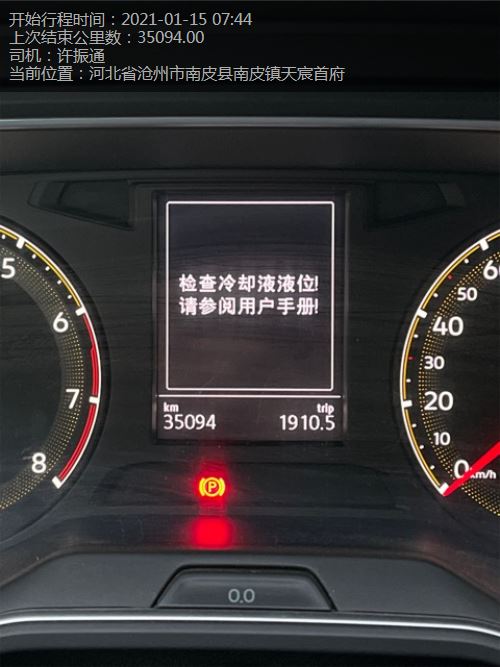 开始行程时间：2021-01-15 07:44
上次结束公里数：35094.00
司机：许振通
当前位置：河北省沧州市南皮县南皮镇天宸首府
检查冷却液液位!
请参阅用户手册!
km trip
35094 1910.5
5
6
7
8
60
50
40
30
20
10
0 km/h
P
0.0